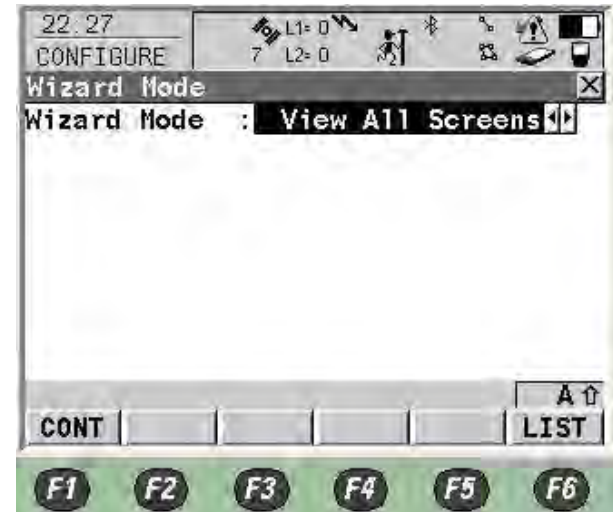 22:27
CONFIGURE
L1= 0
7 L2= 0
Wizard Mode
Wizard Mode : View All Screens
A
CONT LIST
F1 F2 F3 F4 F5 F6